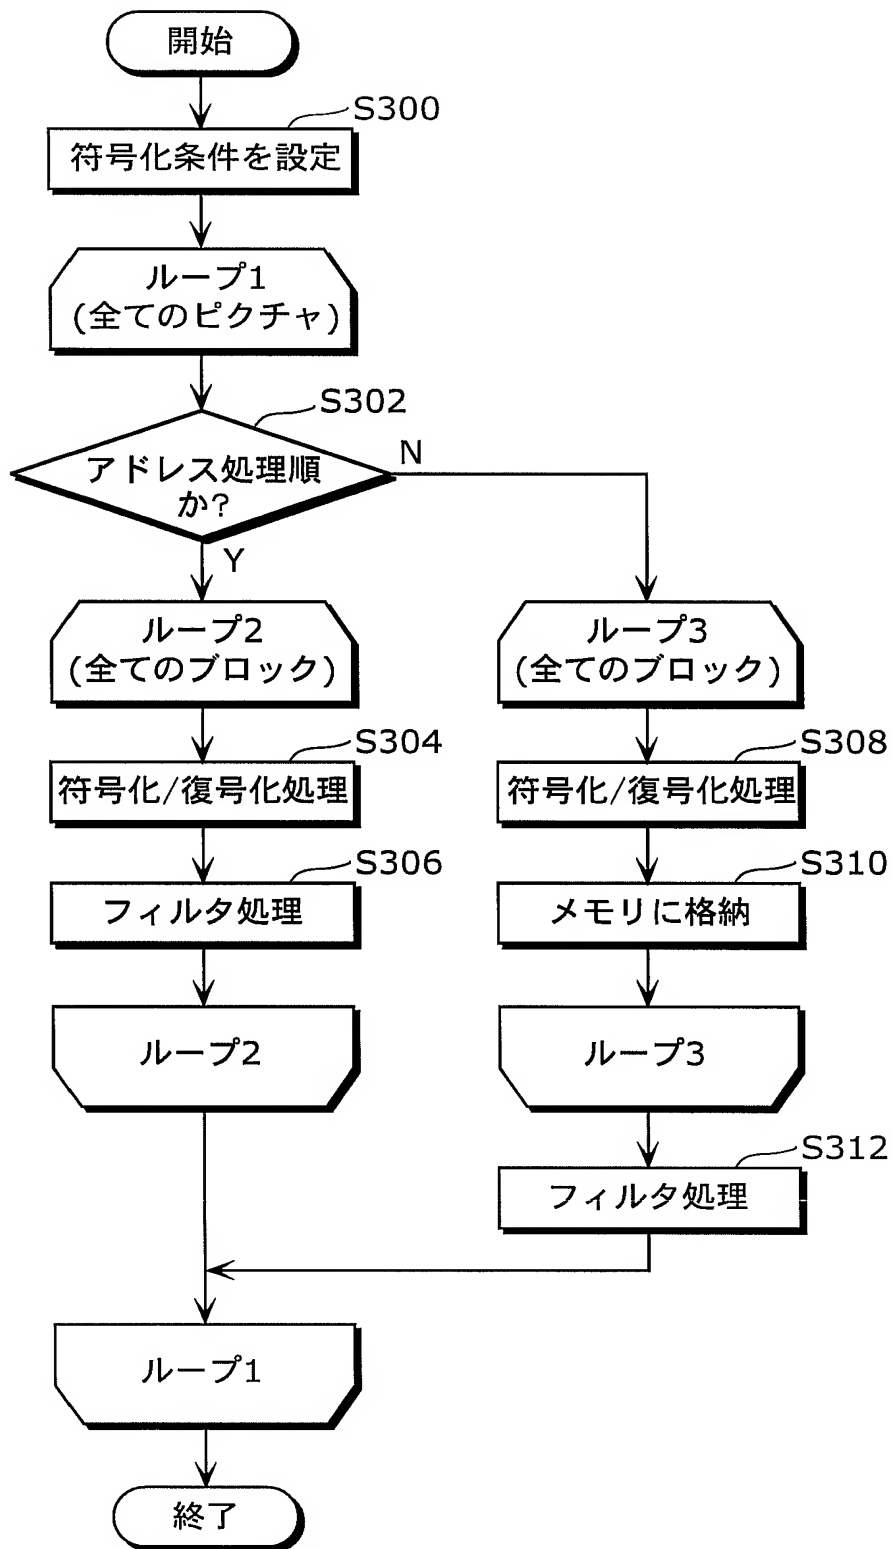 開始
S300
符号化条件を設定
ループ1
(全てのピクチャ)
S302
アドレス処理順
か?
N
Y
ループ2
(全てのブロック)
ループ3
(全てのブロック)
S304
符号化/復号化処理
S308
符号化/復号化処理
S306
フィルタ処理
S310
メモリに格納
ループ2
ループ3
S312
フィルタ処理
ループ1
終了